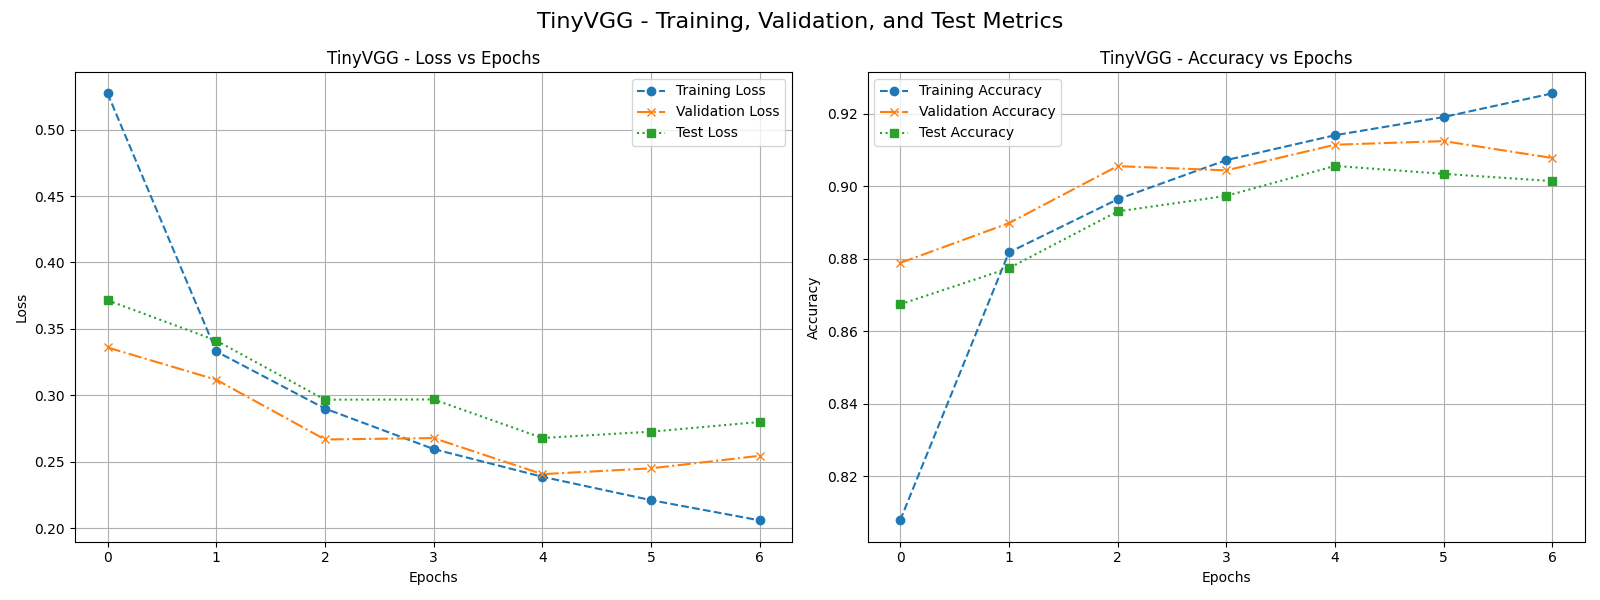 TinyVGG - Training, Validation, and Test Metrics
TinyVGG - Loss vs Epochs
Training Loss
Validation Loss
Test Loss
0.50
0.45
0.40
0.35
0.30
0.25
0.20
Loss
0 1 2 3 4 5 6
Epochs
TinyVGG - Accuracy vs Epochs
Training Accuracy
Validation Accuracy
Test Accuracy
0.92
0.90
0.88
0.86
0.84
0.82
Accuracy
0 1 2 3 4 5 6
Epochs